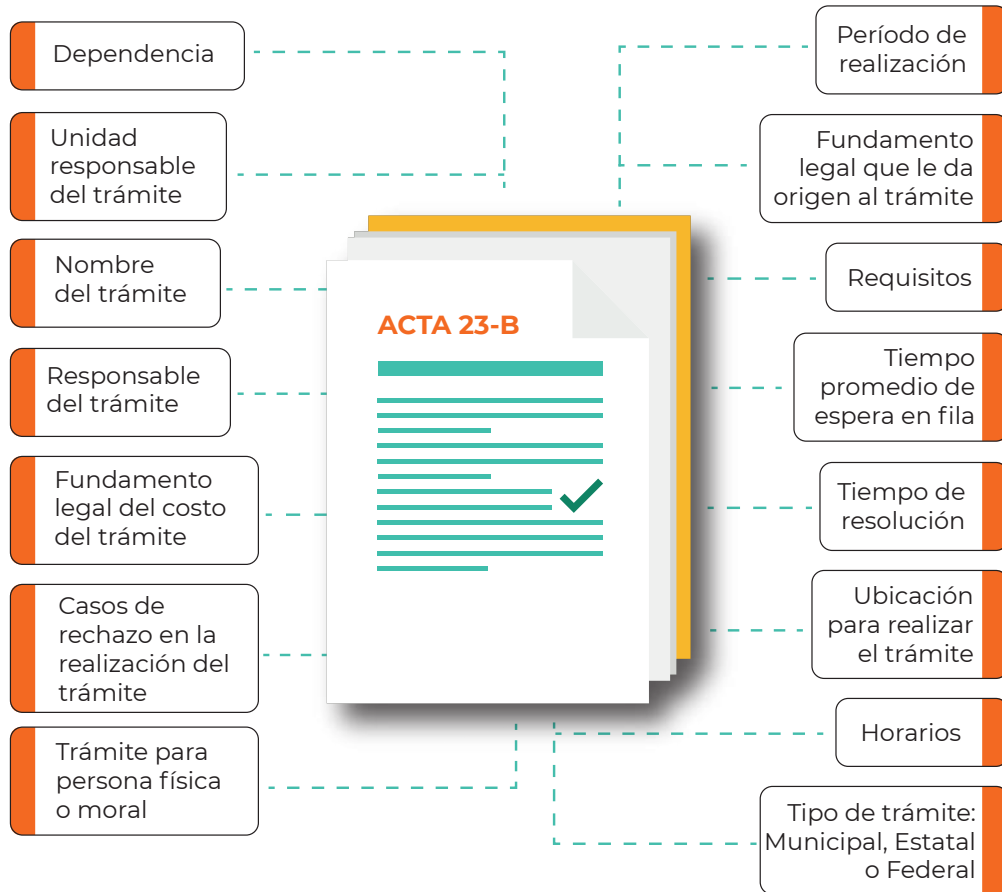 Dependencia
Unidad
responsable
del trámite
Nombre
del trámite
Responsable
del trámite
Fundamento
legal del costo
del trámite
Casos de
rechazo en la
realización del
trámite
Trámite para
persona física
o moral
ACTA 23-B
Período de
realización
Fundamento
legal que le da
origen al trámite
Requisitos
Tiempo
promedio de
espera en fila
Tiempo de
resolución
Ubicación
para realizar
el trámite
Horarios
Tipo de trámite:
Municipal, Estatal
o Federal